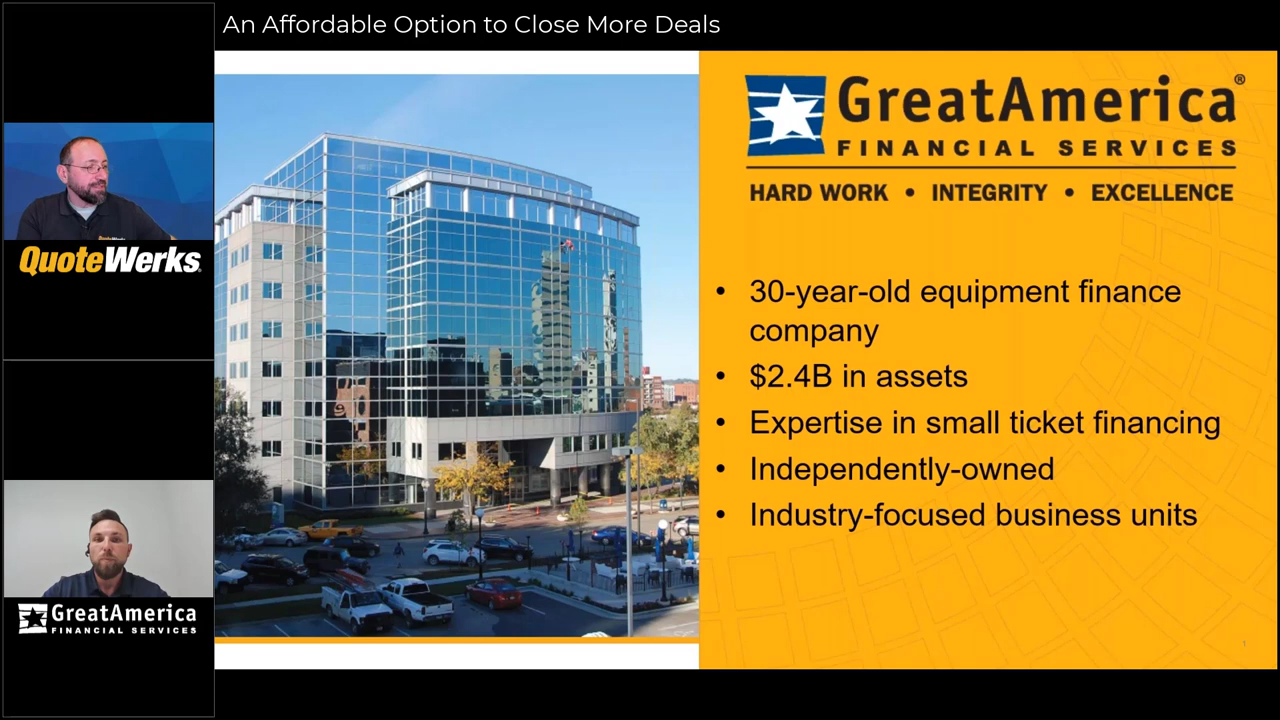 An Affordable Option to Close More Deals
QuoteWerks
GreatAmerica
FINANCIAL SERVICES
GreatAmerica®
FINANCIAL SERVICES
HARD WORK • INTEGRITY • EXCELLENCE
• 30-year-old equipment finance
company
• $2.4B in assets
• Expertise in small ticket financing
• Independently-owned
• Industry-focused business units
1